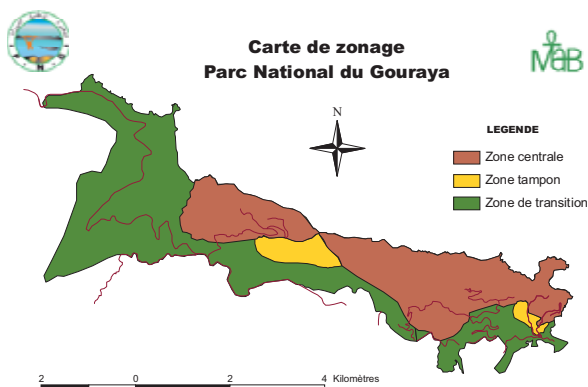 Carte de zonage
Parc National du Gouraya
MaB
N
LEGENDE
Zone centrale
Zone tampon
Zone de transition
2 0 2 4 Kilomètres